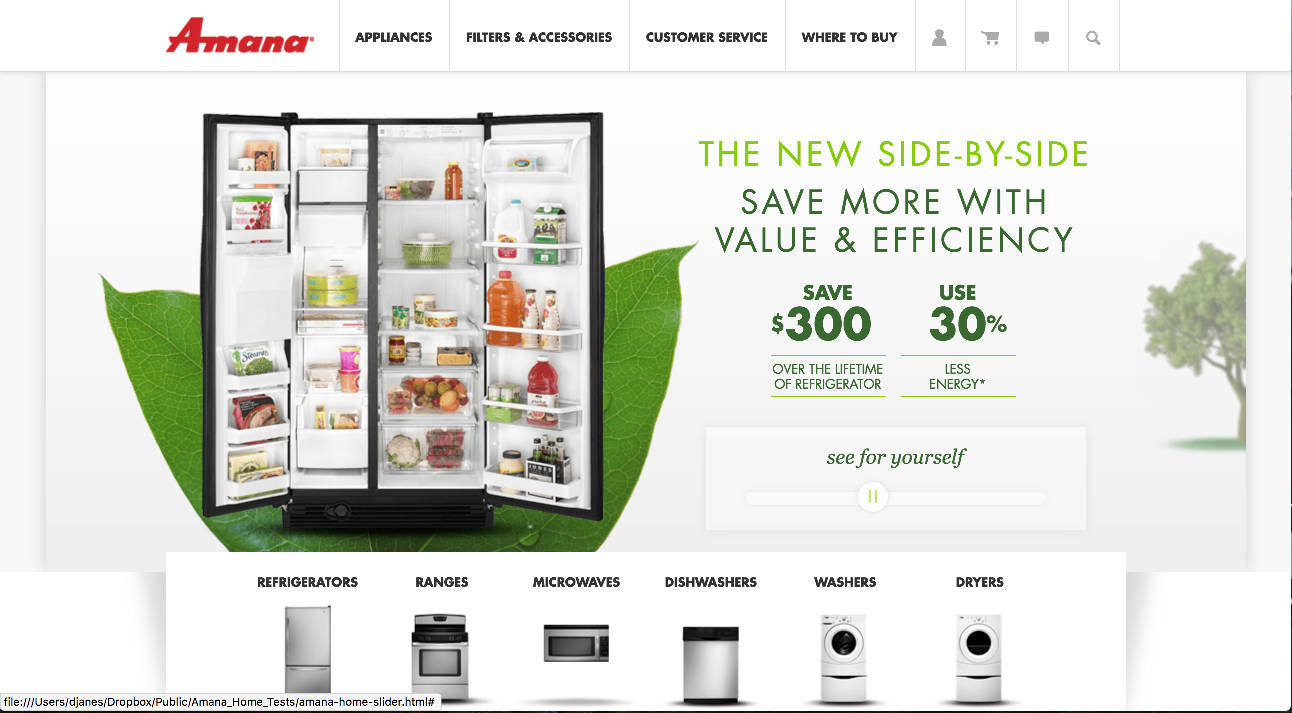 Amana
APPLIANCES
FILTERS & ACCESSORIES
CUSTOMER SERVICE
WHERE TO BUY
THE NEW SIDE-BY-SIDE
SAVE MORE WITH
VALUE & EFFICIENCY
SAVE
$300
OVER THE LIFETIME
OF REFRIGERATOR
USE
30%
LESS
ENERGY*
see for yourself
Steamers
JONES
REFRIGERATORS
RANGES
MICROWAVES
DISHWASHERS
WASHERS
DRYERS
file:///Users/djanes/Dropbox/Public/Amana_Home_Tests/amana-home-slider.html#